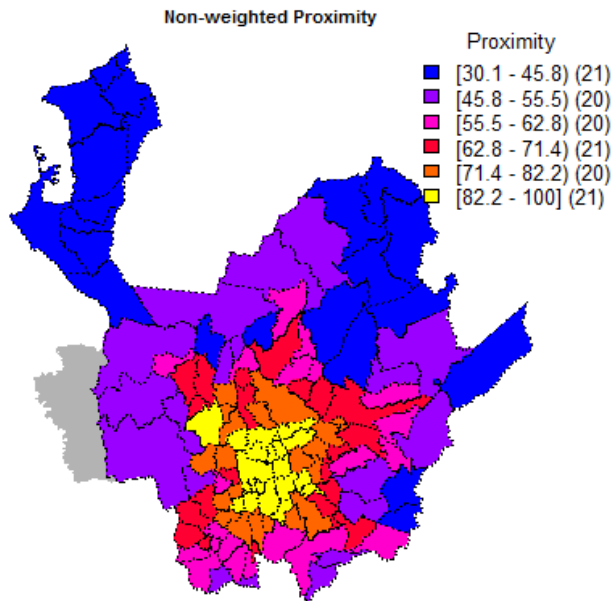 Non-weighted Proximity
Proximity
[30.1 - 45.8) (21)
[45.8 - 55.5) (20)
[55.5 - 62.8) (20)
[62.8 - 71.4) (21)
[71.4 - 82.2) (20)
[82.2 - 100] (21)